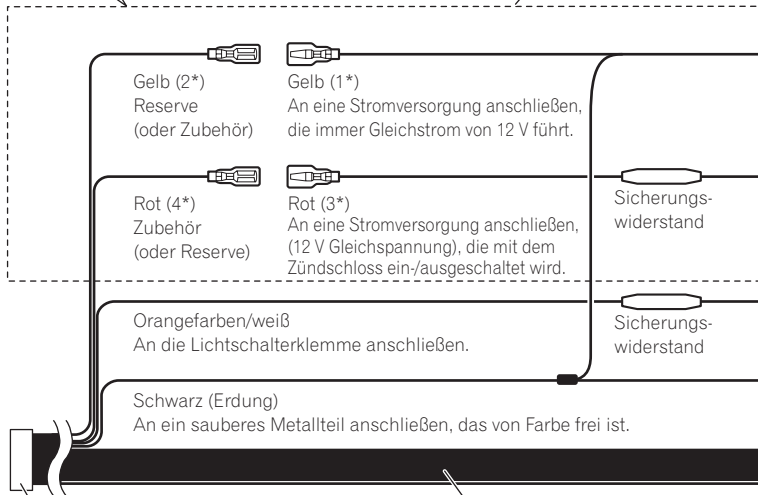 Gelb (2*)
Reserve
(oder Zubehör)
Gelb (1*)
An eine Stromversorgung anschließen,
die immer Gleichstrom von 12 V führt.
Rot (4*)
Zubehör
(oder Reserve)
Rot (3*)
An eine Stromversorgung anschließen,
(12 V Gleichspannung), die mit dem
Zündschloss ein-/ausgeschaltet wird.
Sicherungs-
widerstand
Orangefarben/weiß
An die Lichtschalterklemme anschließen.
Sicherungs-
widerstand
Schwarz (Erdung)
An ein sauberes Metallteil anschließen, das von Farbe frei ist.